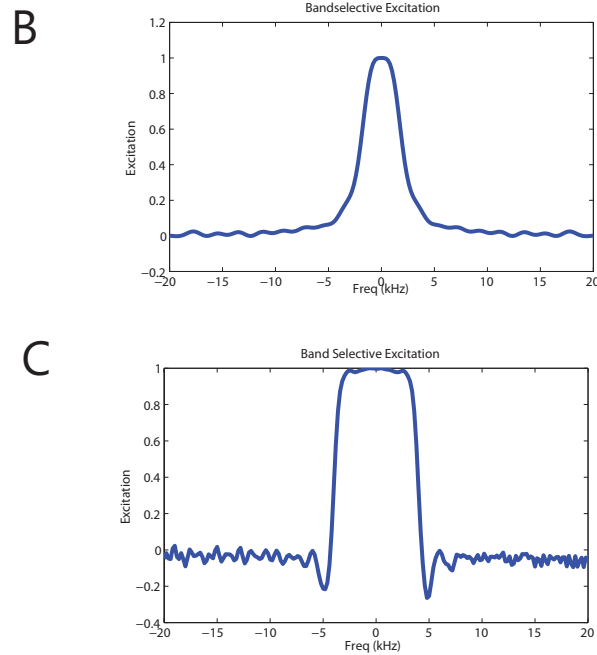 B
Bandselective Excitation
1.2
1
0.8
0.6
0.4
0.2
0
−0.2
Excitation
−20 −15 −10 −5 0 5 10 15 20
Freq (kHz)
C
Band Selective Excitation
1
0.8
0.6
0.4
0.2
0
−0.2
−0.4
Excitation
−20 −15 −10 −5 0 5 10 15 20
Freq (kHz)